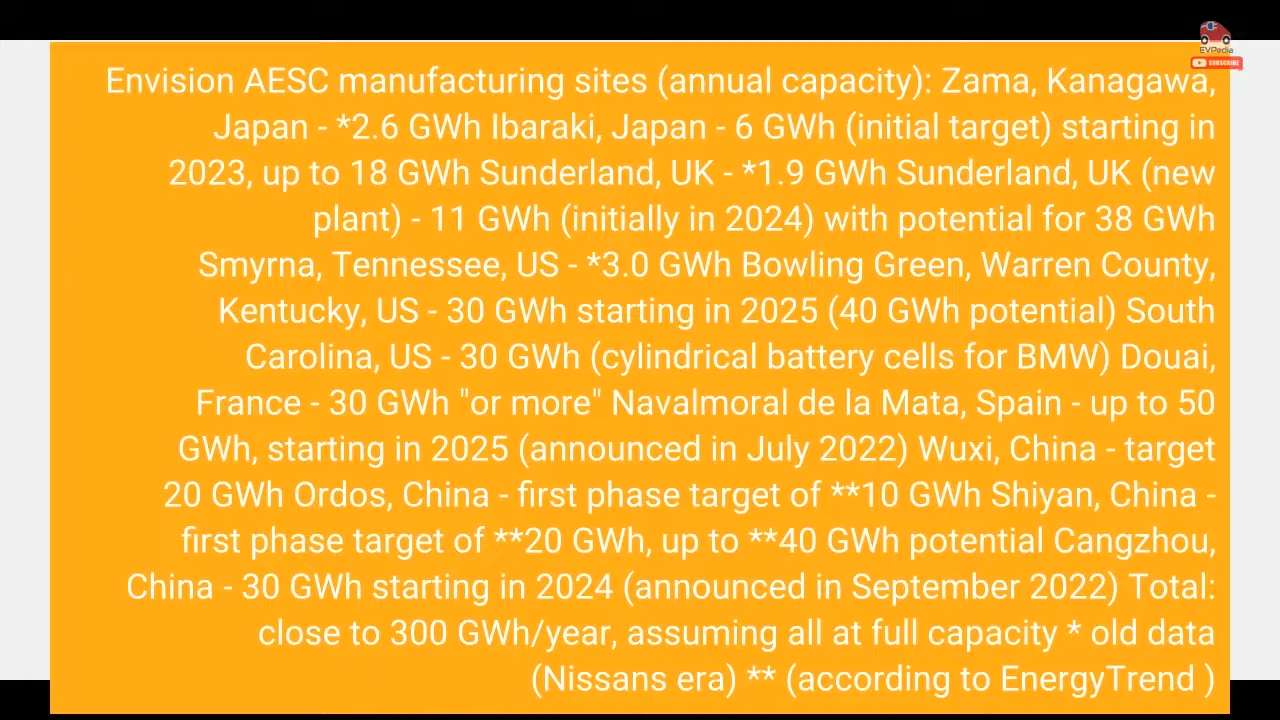 EVPedia
SUBSCRIBE
Envision AESC manufacturing sites (annual capacity): Zama, Kanagawa,
Japan - *2.6 GWh Ibaraki, Japan - 6 GWh (initial target) starting in
2023, up to 18 GWh Sunderland, UK - *1.9 GWh Sunderland, UK (new
plant) - 11 GWh (initially in 2024) with potential for 38 GWh
Smyrna, Tennessee, US - *3.0 GWh Bowling Green, Warren County,
Kentucky, US - 30 GWh starting in 2025 (40 GWh potential) South
Carolina, US - 30 GWh (cylindrical battery cells for BMW) Douai,
France - 30 GWh "or more" Navalmoral de la Mata, Spain - up to 50
GWh, starting in 2025 (announced in July 2022) Wuxi, China - target
20 GWh Ordos, China - first phase target of **10 GWh Shiyan, China -
first phase target of **20 GWh, up to **40 GWh potential Cangzhou,
China - 30 GWh starting in 2024 (announced in September 2022) Total:
close to 300 GWh/year, assuming all at full capacity * old data
(Nissans era) ** (according to EnergyTrend )